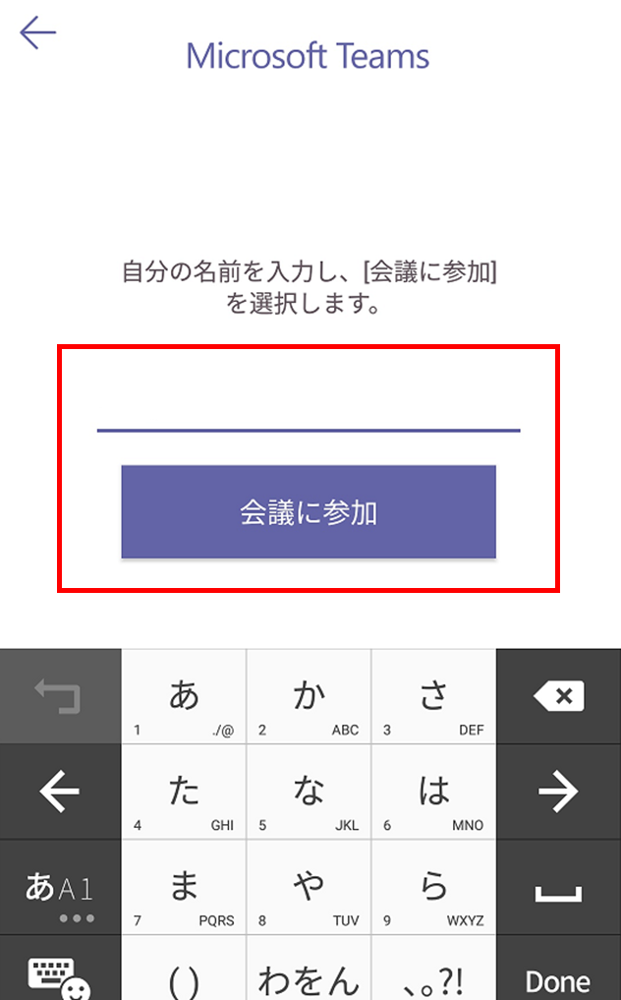 Microsoft Teams
自分の名前を入力し、[会議に参加]
を選択します。
会議に参加
あ か さ
1 ./@ 2 ABC 3 DEF
た な は
4 GHI 5 JKL 6 MNO
あA1 ま や ら
7 PQRS 8 TUV 9 WXYZ
() わをん 、。?! Done